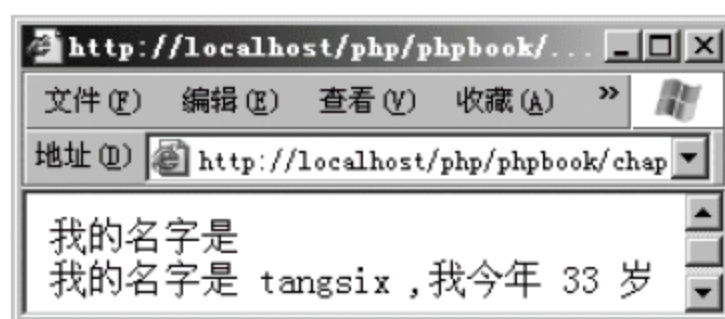 http://localhost/php/phpbook/...
文件(F) 编辑(E) 查看(V) 收藏(A) »
地址(D) http://localhost/php/phpbook/chap
我的名字是
我的名字是 tangsix ,我今年 33 岁